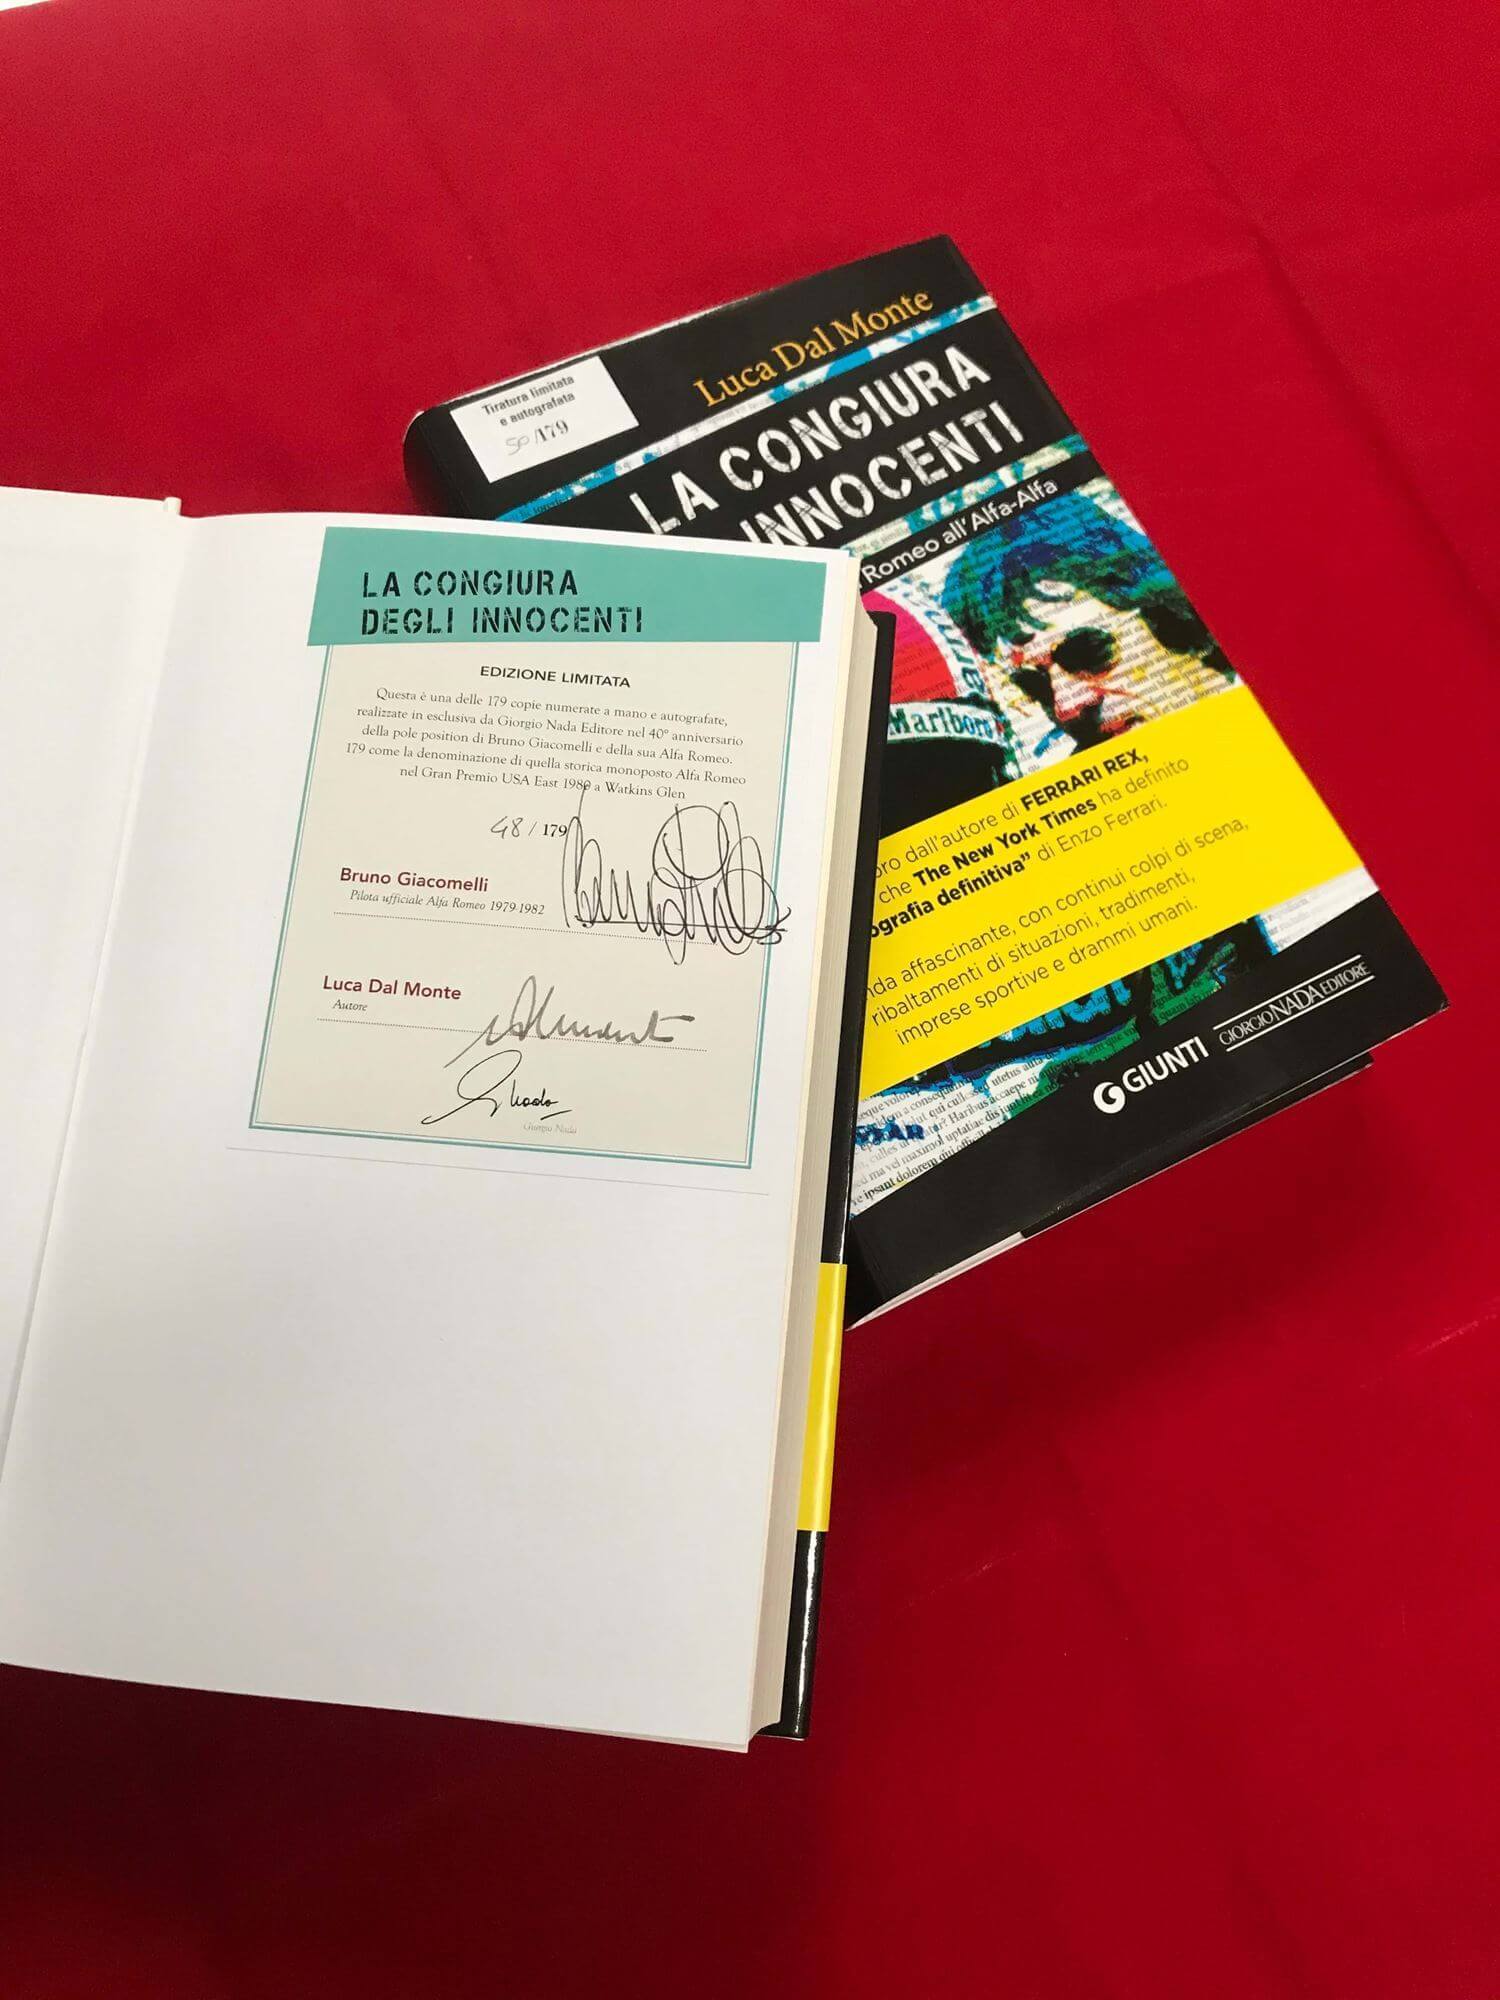 Luca Dal Monte
Tiratura limitata
e autografata
50/179
LA CONGIURA
INNOCENTI
Romeo all'Alfa-Alfa
Marlboro
dall'autore di FERRARI REX,
che The New York Times ha definito
definitiva" di Enzo Ferrari.
affascinante, con continui colpi di scena,
ribaltamenti di situazioni, tradimenti,
imprese sportive e drammi umani.
GIUNTI
GIORGIO NADA EDITORE
LA CONGIURA
DEGLI INNOCENTI
EDIZIONE LIMITATA
Questa è una delle 179 copie numerate a mano e autografate,
realizzate in esclusiva da Giorgio Nada Editore nel 40° anniversario
della pole position di Bruno Giacomelli e della sua Alfa Romeo.
179 come la denominazione di quella storica monoposto Alfa Romeo
nel Gran Premio USA East 1980 a Watkins Glen
48 / 179
Bruno Giacomelli
Pilota ufficiale Alfa Romeo 1979-1982
Luca Dal Monte
Autore
Giorgio Nada